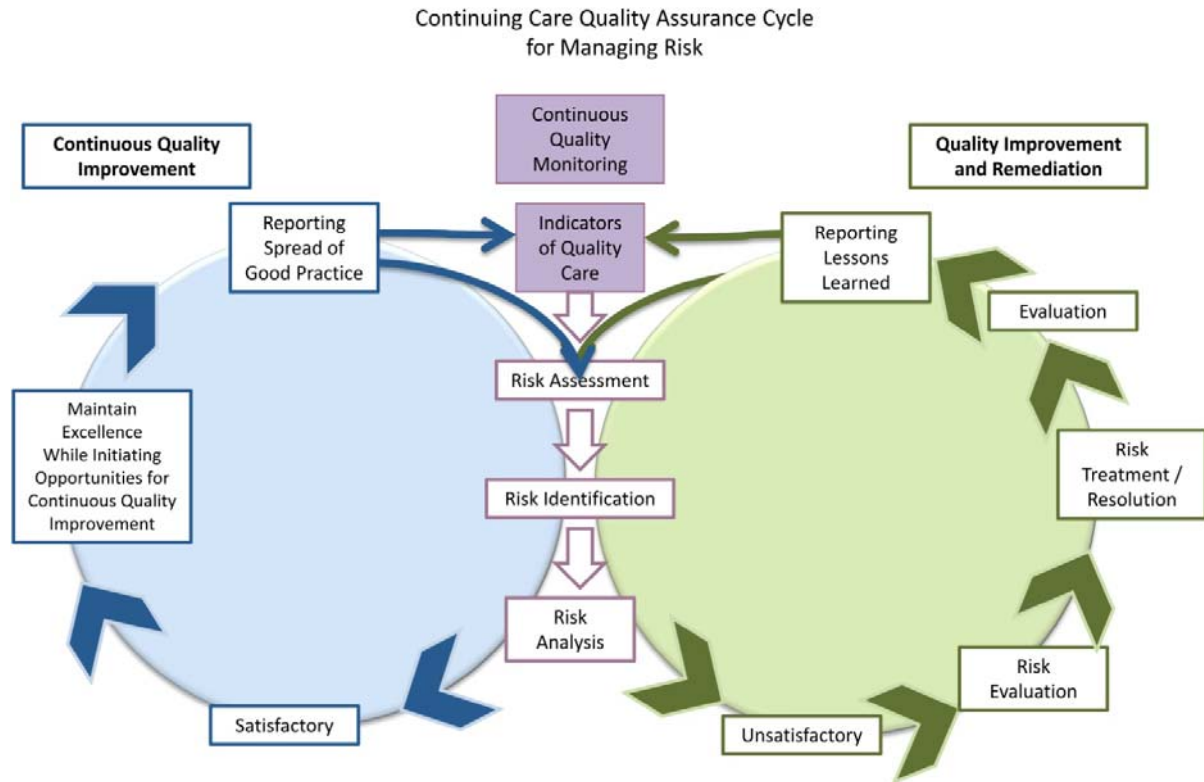 Continuing Care Quality Assurance Cycle
for Managing Risk
Continuous Quality
Improvement
Continuous
Quality
Monitoring
Quality Improvement
and Remediation
Reporting
Spread of
Good Practice
Indicators
of Quality
Care
Reporting
Lessons
Learned
Evaluation
Risk Assessment
Maintain
Excellence
While Initiating
Opportunities for
Continuous Quality
Improvement
Risk Identification
Risk
Treatment /
Resolution
Risk
Analysis
Risk
Evaluation
Satisfactory
Unsatisfactory